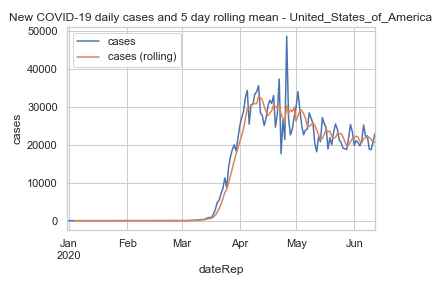 New COVID-19 daily cases and 5 day rolling mean - United_States_of_America
50000
40000
30000
20000
10000
0
cases
cases
cases (rolling)
Jan Feb Mar Apr May Jun
2020
dateRep